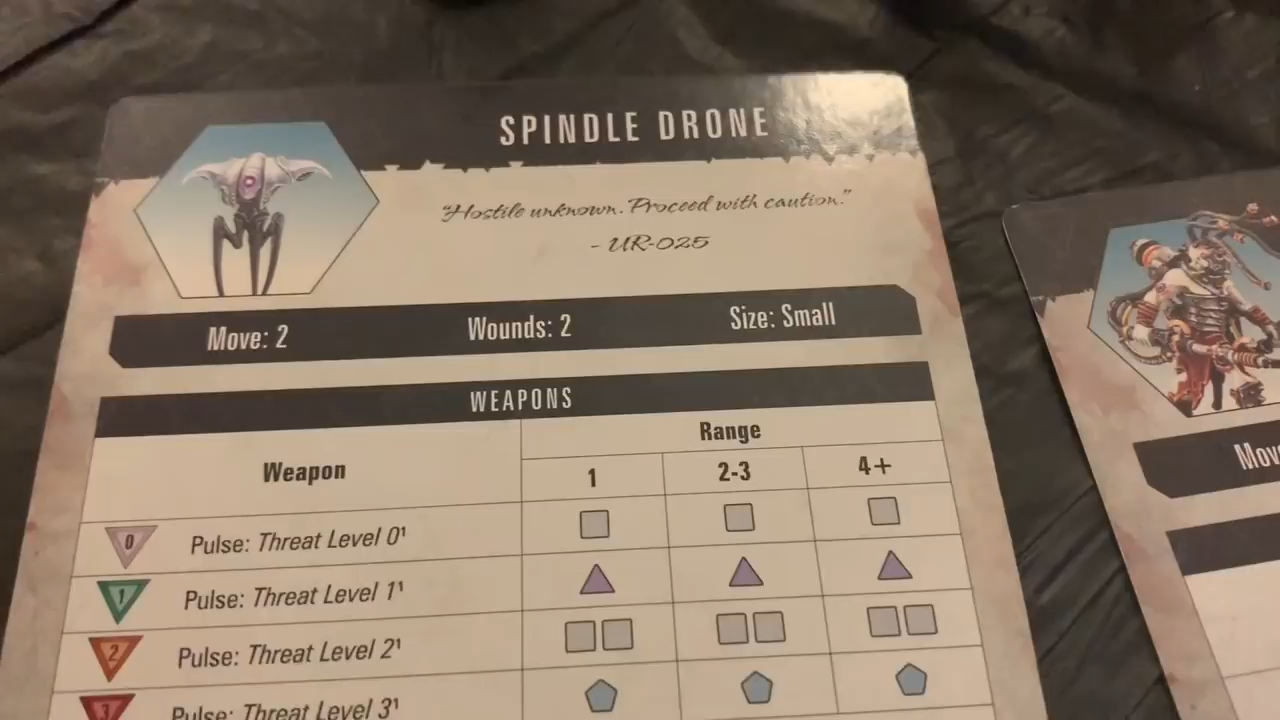 SPINDLE DRONE
"Hostile unknown. Proceed with caution."
- UR-025
Move: 2 Wounds: 2 Size: Small
WEAPONS
Weapon Range
1 2-3 4+
0 Pulse: Threat Level 0¹
1 Pulse: Threat Level 1¹
2 Pulse: Threat Level 2¹
3 Pulse: Threat Level 3¹
Mov